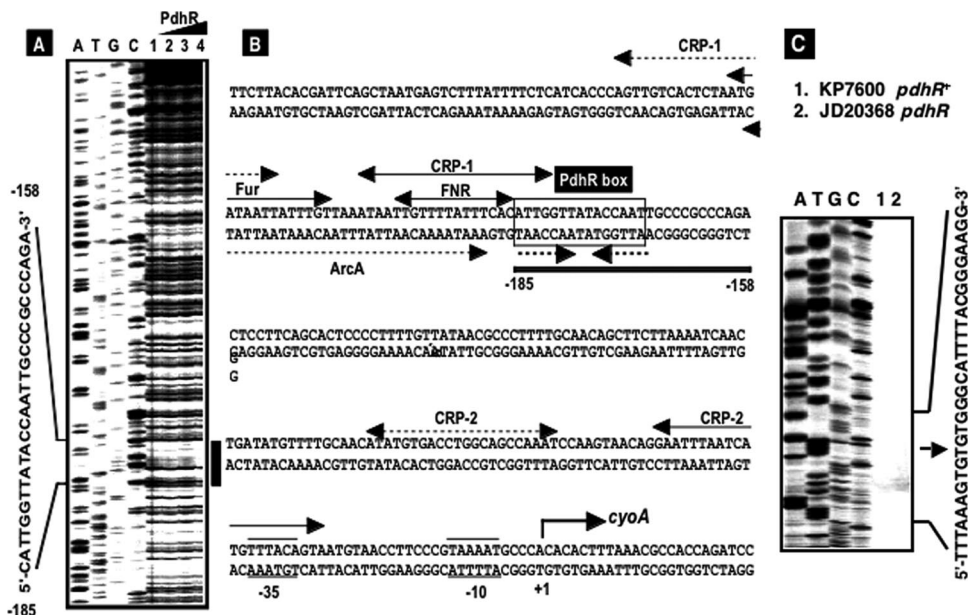 PdhR
A
A T G C 1 2 3 4
-158
5'-CATTGGTTATACCAATTGCCCGCCCAGA-3'
-185
B
CRP-1
TTCTTACACGATTCAGCTAATGAGTCTTTATTTTCTCATCACCCAGTTGTCACTCTAATG
AAGAATGTGCTAAGTCGATTACTCAGAAATAAAAGAGTAGTGGGTCAACAGTGAGATTAC
CRP-1
Fur
FNR
PdhR box
ATAATTATTTGTTAAATAATTGTTTTATTTCACATTGGTTATACCAATTGCCCGCCCAGA
TATTAATAAACAATTTATTAACAAAATAAAGTGTAACCAATATGGTTAACGGGCGGGTCT
ArcA
-185
-158
CTCCTTCAGCACTCCCCTTTTGTTATAACGCCCTTTTGCAACAGCTTCTTAAAATCAAC
GAGGAAGTCGTGAGGGGAAAACAATATTGCGGGAAAACGTTGTCGAAGAATTTTAGTTG
G
G
CRP-2
CRP-2
TGATATGTTTTGCAACATATGTGACCTGGCAGCCAAATCCAAGTAACAGGAATTTAATCA
ACTATACAAAACGTTGTATACACTGGACCGTCGGTTTAGGTTCATTGTCCTTAAATTAGT
cyoA
TGTTTACAGTAATGTAACCTTCCCGTAAAATGCCCACACACTTTAAACGCCACCAGATCC
ACAAATGTCATTACATTGGAAGGGCATTTTACGGGTGTGTGAAATTTGCGGTGGTCTAGG
-35
-10
+1
C
1. KP7600 pdhR+
2. JD20368 pdhR
A T G C 1 2
5'-TTTAAAGTGTGTGGGCATTTTACGGGAAGG-3'